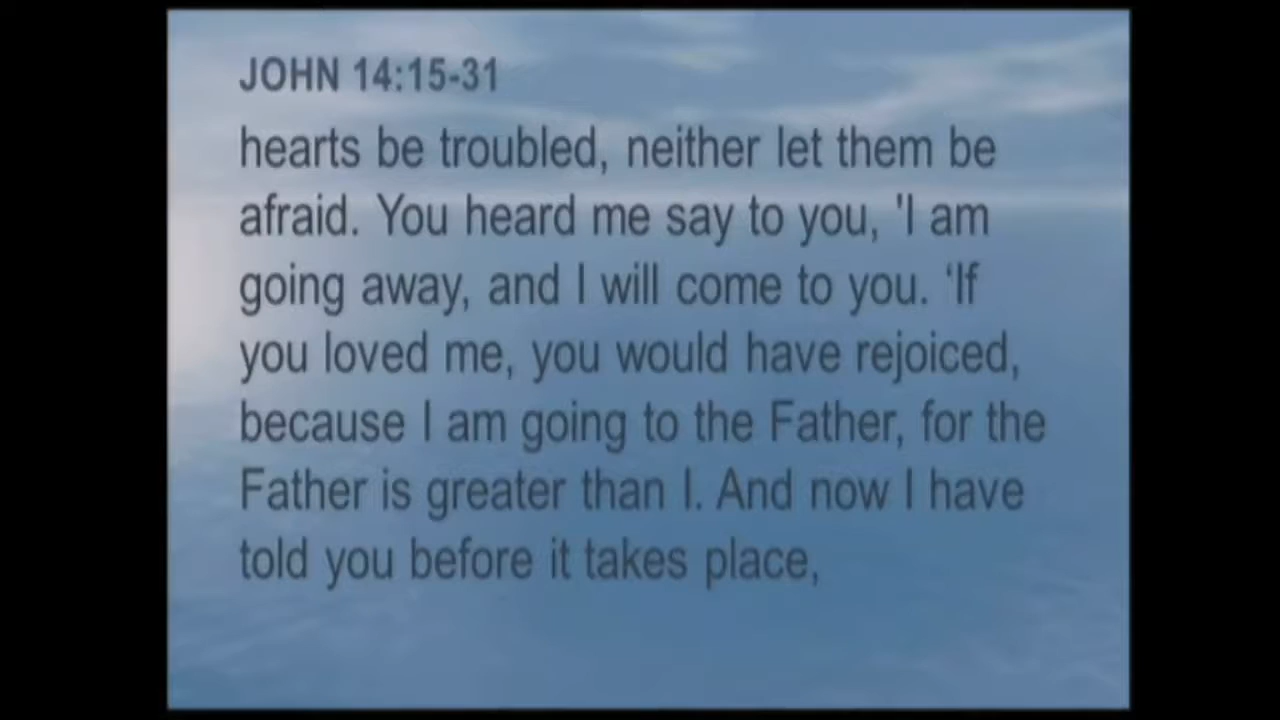 JOHN 14:15-31
hearts be troubled, neither let them be
afraid. You heard me say to you, 'I am
going away, and I will come to you. ‘If
you loved me, you would have rejoiced,
because I am going to the Father, for the
Father is greater than I. And now I have
told you before it takes place,